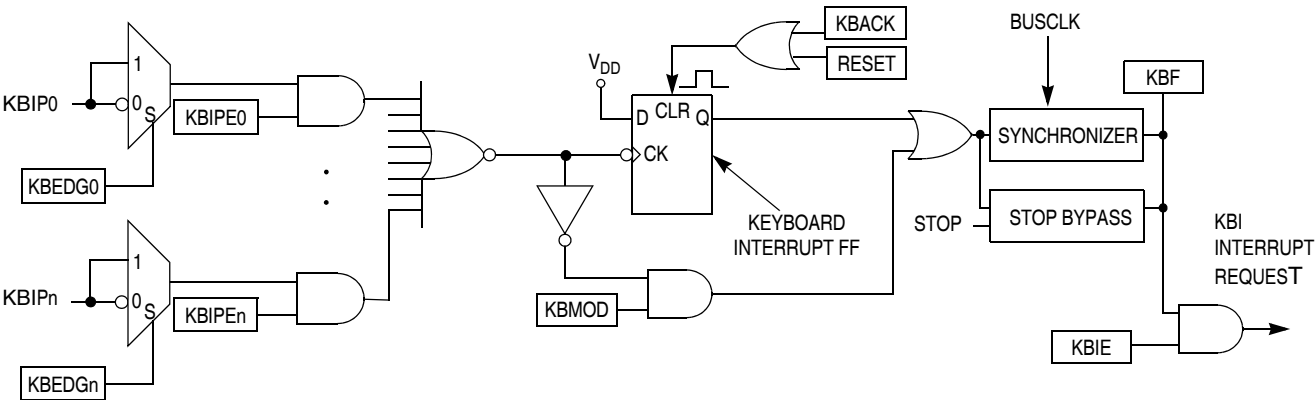 KBIP0
1
0
S
KBIPE0
KBEDG0
KBIPn
1
0
S
KBIPEn
KBEDGn
VDD
D
CLR
Q
CK
KBACK
RESET
KEYBOARD
INTERRUPT FF
KBMOD
BUSCLK
SYNCHRONIZER
STOP
STOP BYPASS
KBF
KBI
INTERRUPT
REQUEST
KBIE